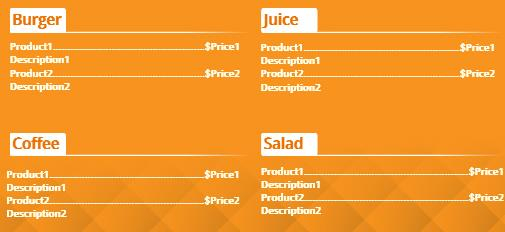 Burger
Product1 $Price1
Description1
Product2 $Price2
Description2
Juice
Product1 $Price1
Description1
Product2 $Price2
Description2
Coffee
Product1 $Price1
Description1
Product2 $Price2
Description2
Salad
Product1 $Price1
Description1
Product2 $Price2
Description2